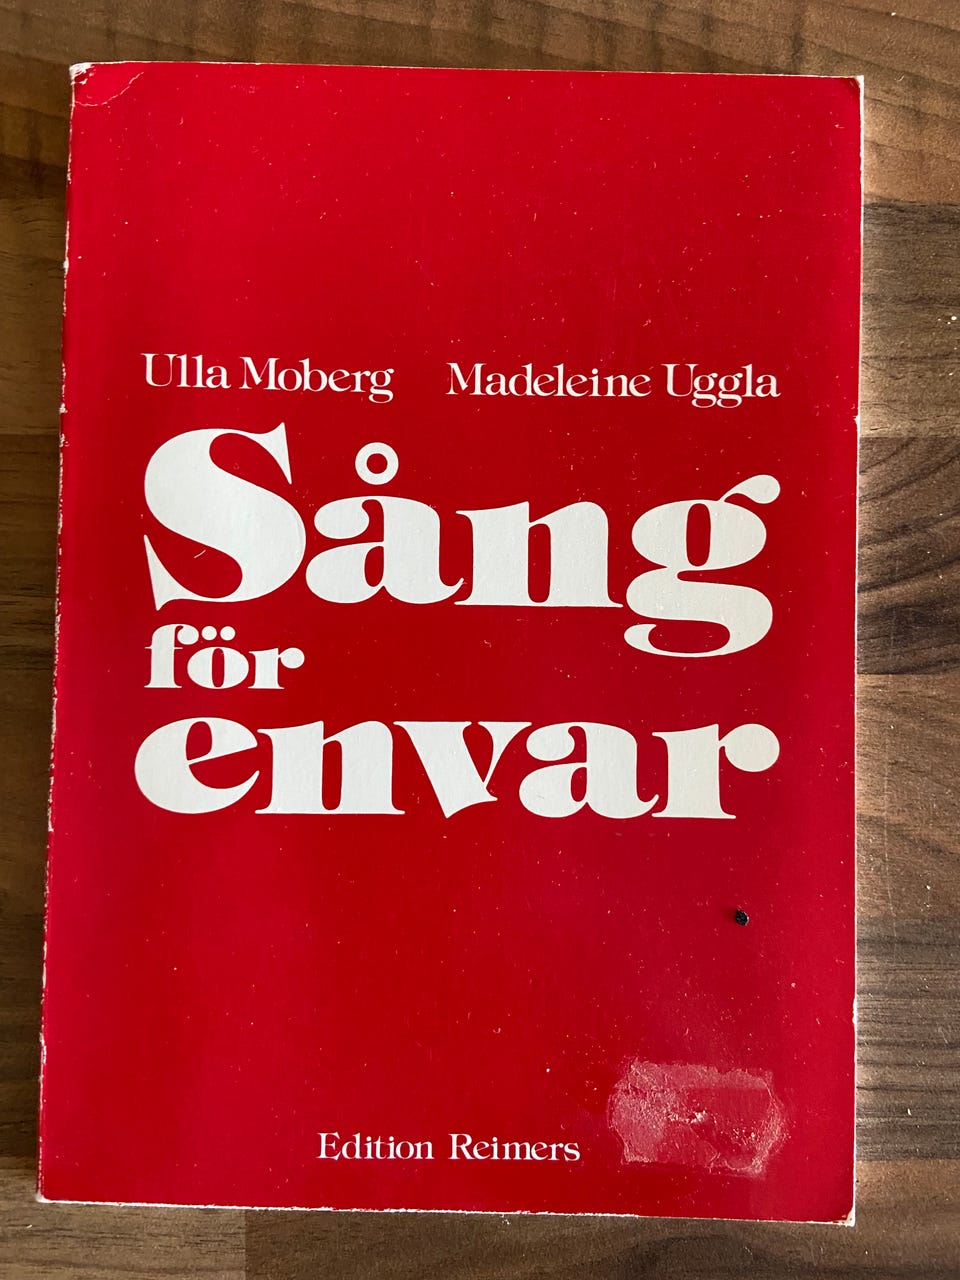 Ulla Moberg Madeleine Uggla
Sång
för
envar
Edition Reimers